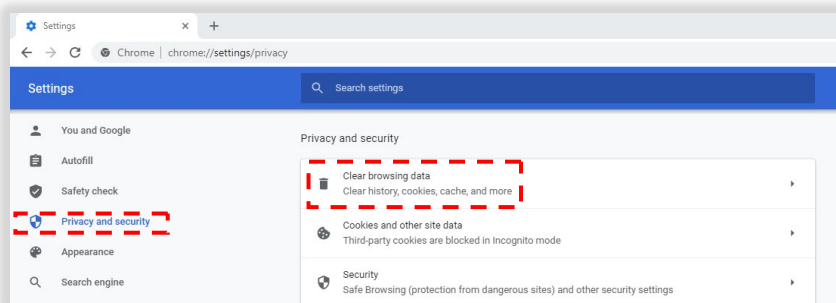 Settings
Chrome | chrome://settings/privacy
Settings
Search settings
You and Google
Autofill
Safety check
Privacy and security
Appearance
Search engine
Privacy and security
Clear browsing data
Clear history, cookies, cache, and more
Cookies and other site data
Third-party cookies are blocked in Incognito mode
Security
Safe Browsing (protection from dangerous sites) and other security settings